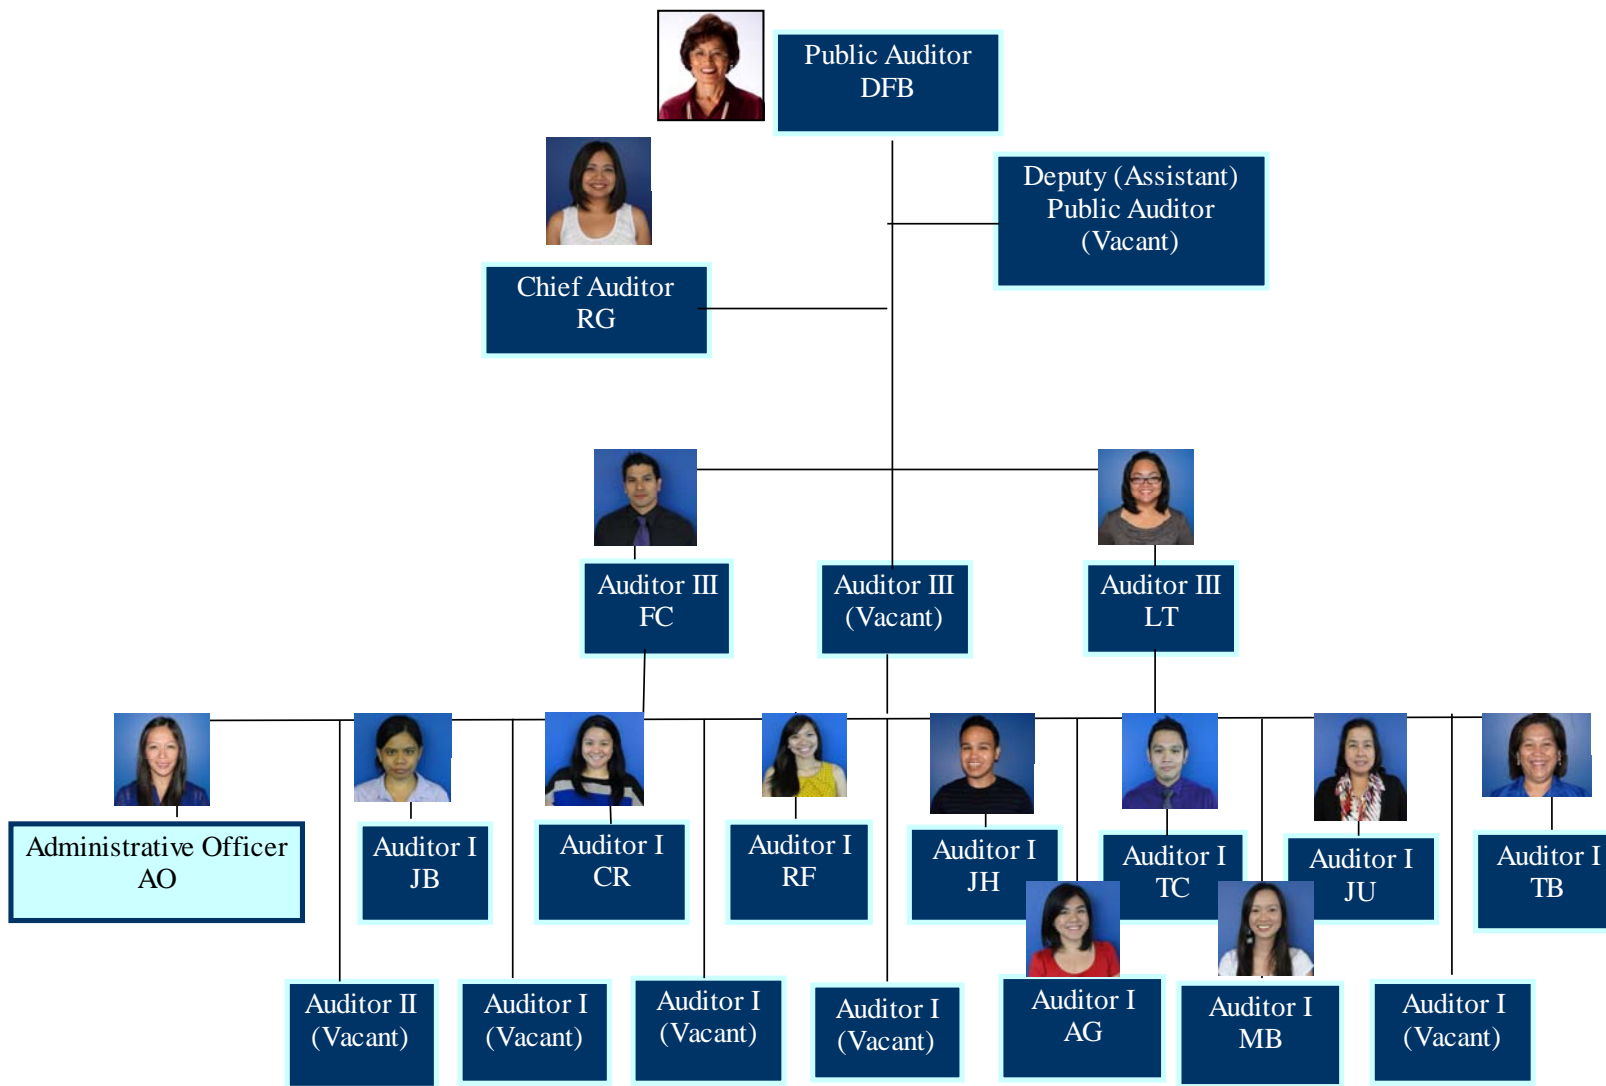 Public Auditor
DFB
Deputy (Assistant)
Public Auditor
(Vacant)
Chief Auditor
RG
Auditor III
FC
Auditor III
(Vacant)
Auditor III
LT
Administrative Officer
AO
Auditor I
JB
Auditor I
CR
Auditor I
RF
Auditor I
JH
Auditor I
TC
Auditor I
JU
Auditor I
TB
Auditor II
(Vacant)
Auditor I
(Vacant)
Auditor I
(Vacant)
Auditor I
(Vacant)
Auditor I
AG
Auditor I
MB
Auditor I
(Vacant)